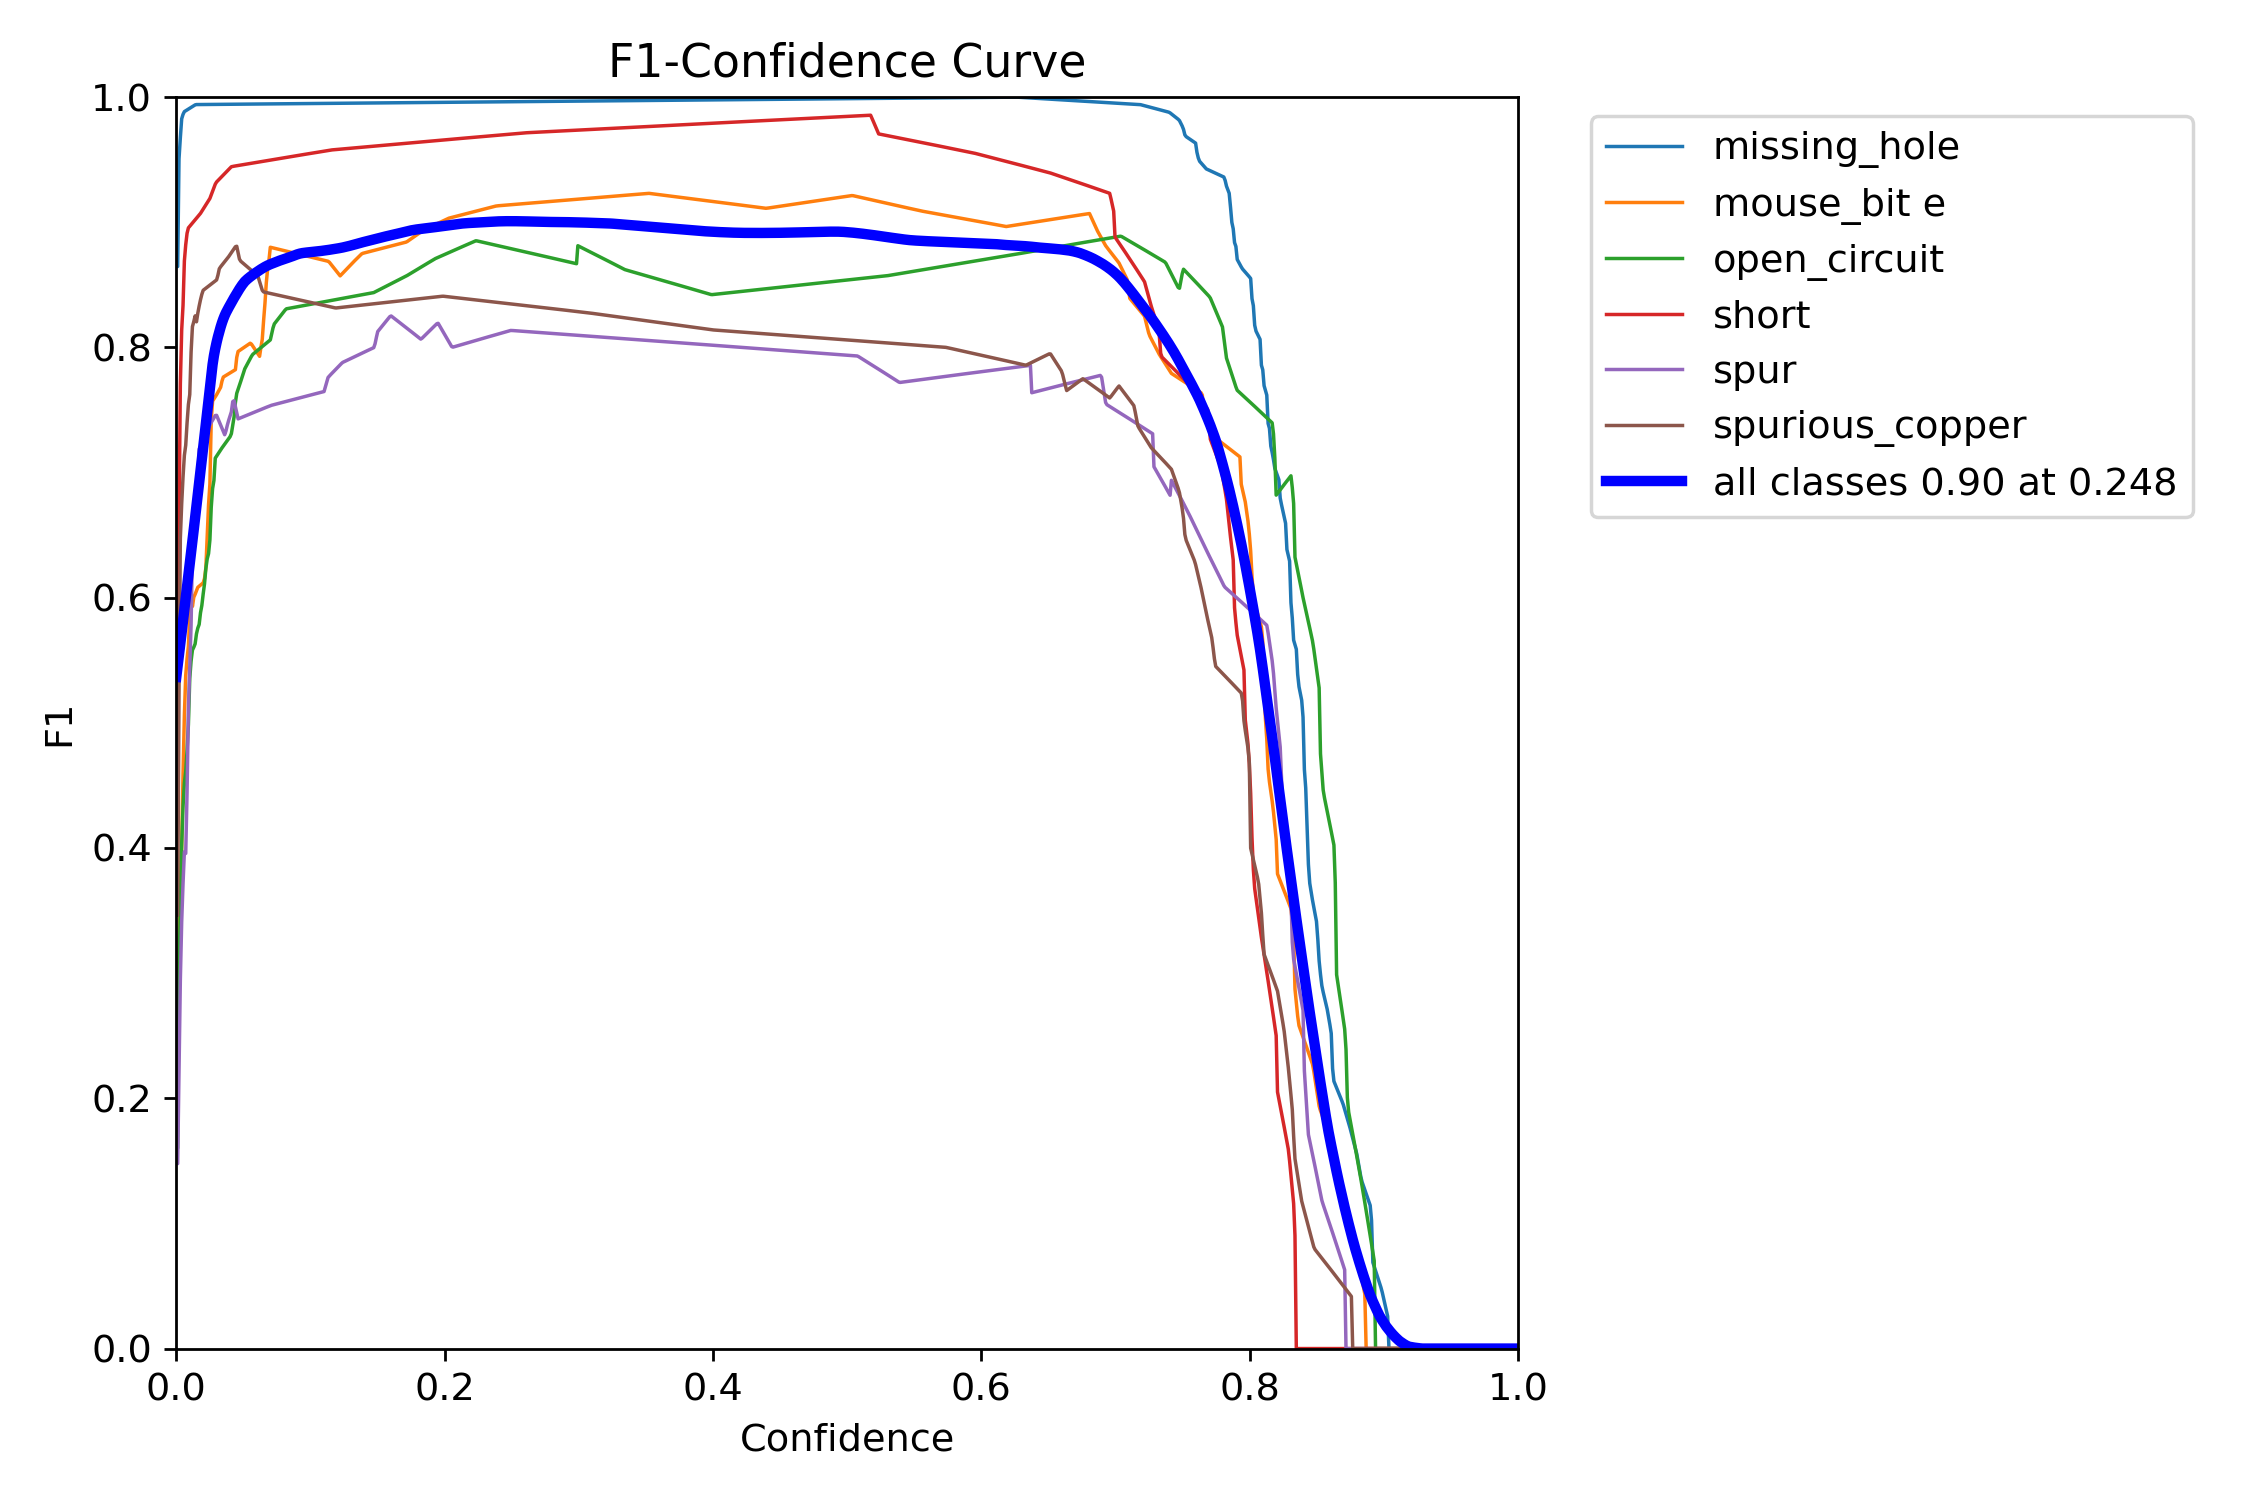 F1-Confidence Curve
1.0
0.8
0.6
0.4
0.2
0.0
F1
0.0 0.2 0.4 0.6 0.8 1.0
Confidence
missing_hole
mouse_bit e
open_circuit
short
spur
spurious_copper
all classes 0.90 at 0.248